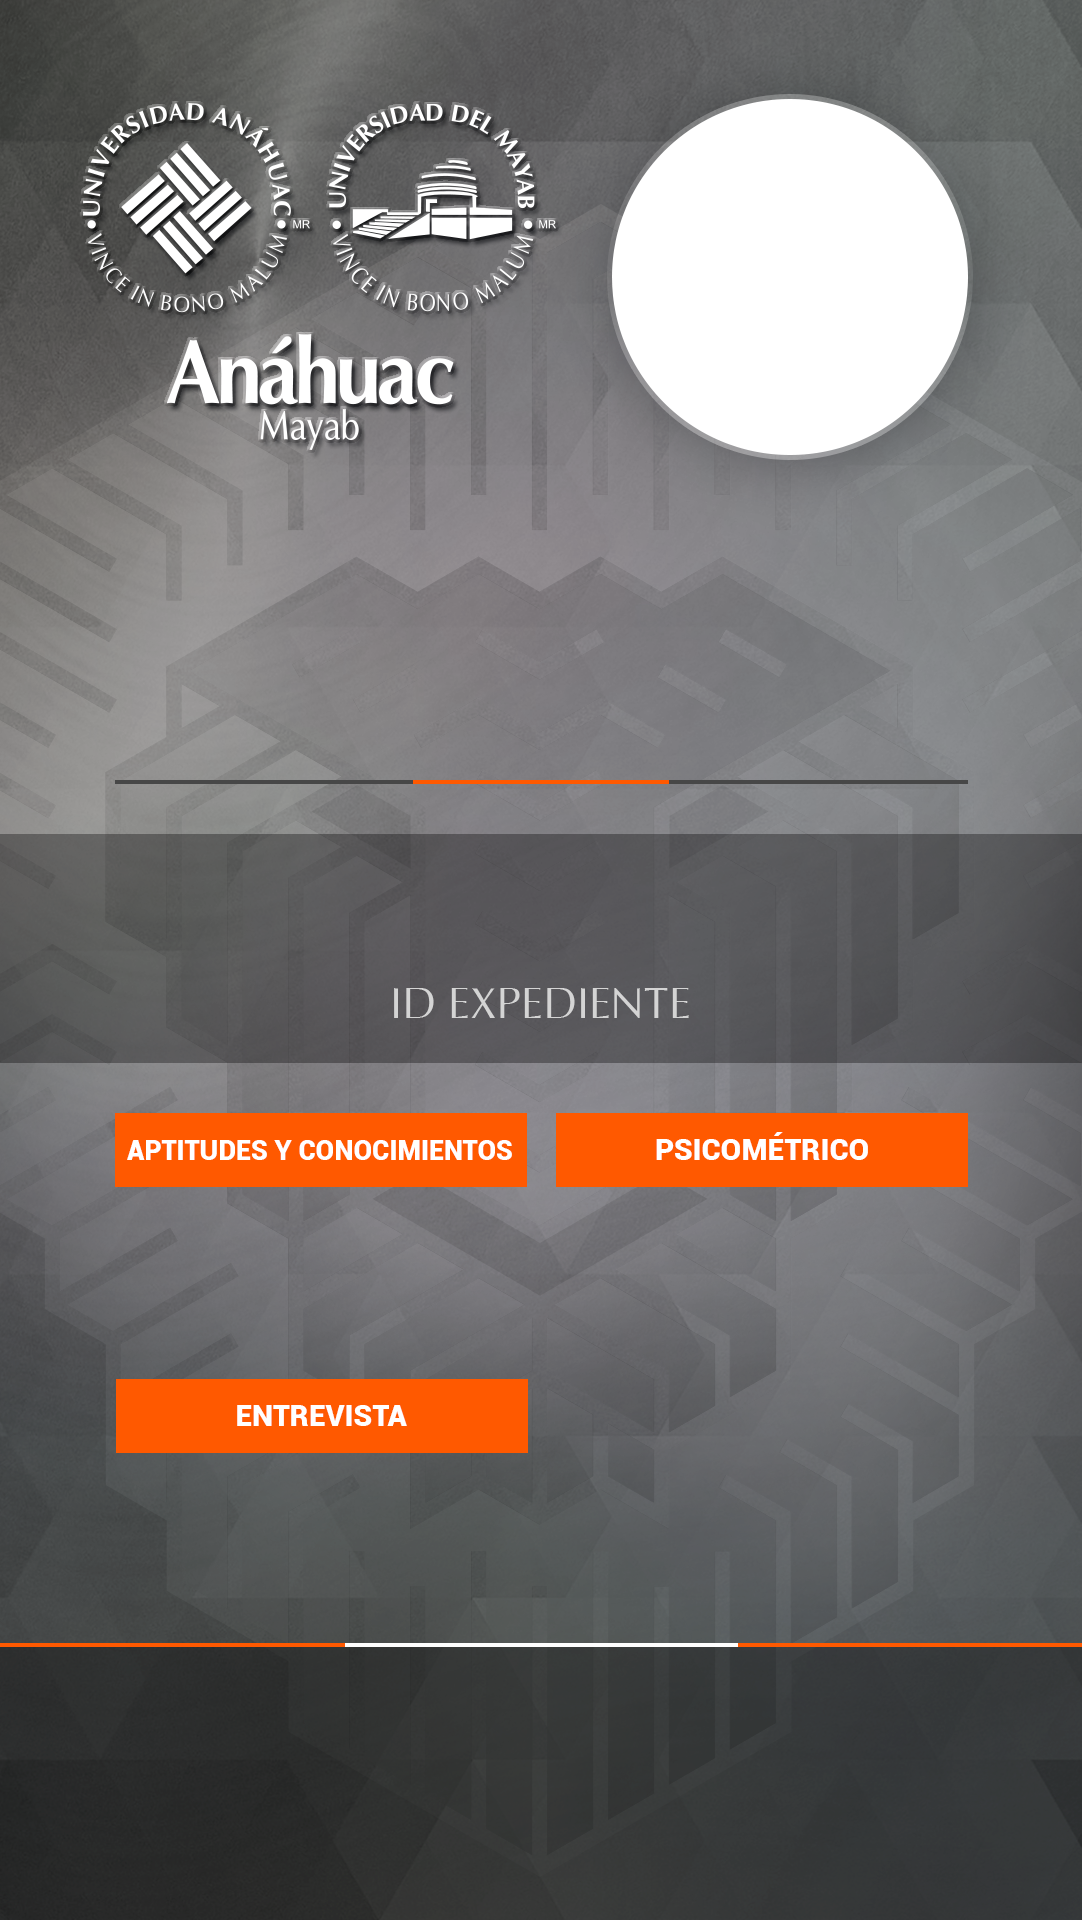 UNIVERSIDAD ANÁHUAC
VINCE IN BONO MALUM
MR
UNIVERSIDAD DEL MAYAB
VINCE IN BONO MALUM
MR
Anáhuac
Mayab
ID EXPEDIENTE
APTITUDES Y CONOCIMIENTOS
PSICOMÉTRICO
ENTREVISTA